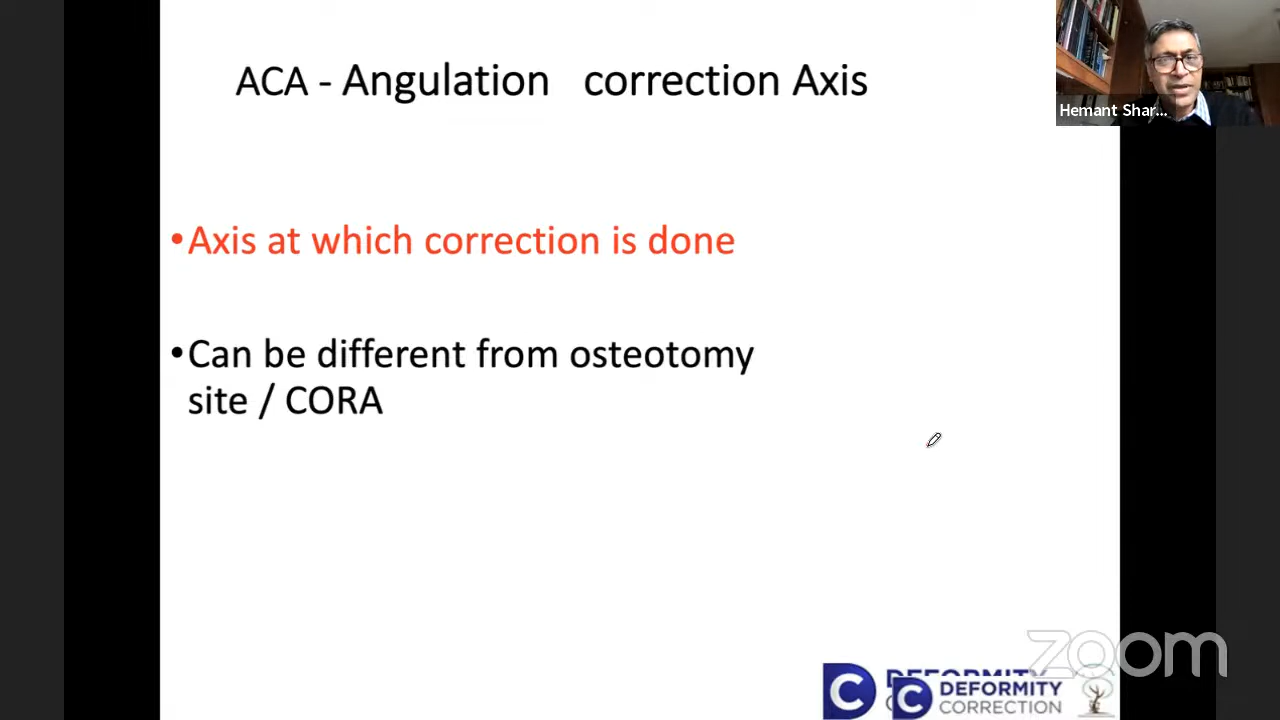 ACA - Angulation correction Axis
Hemant Shar...
•Axis at which correction is done
•Can be different from osteotomy
site / CORA
zoom
C DEFORMITY
C DEFORMITY
CORRECTION